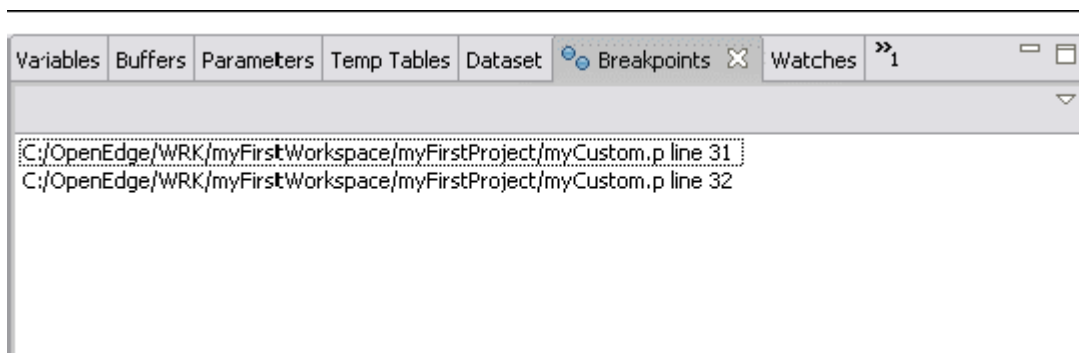 Variables Buffers Parameters Temp Tables Dataset Breakpoints Watches »1
C:/OpenEdge/WRK/myFirstWorkspace/myFirstProject/myCustom.p line 31
C:/OpenEdge/WRK/myFirstWorkspace/myFirstProject/myCustom.p line 32